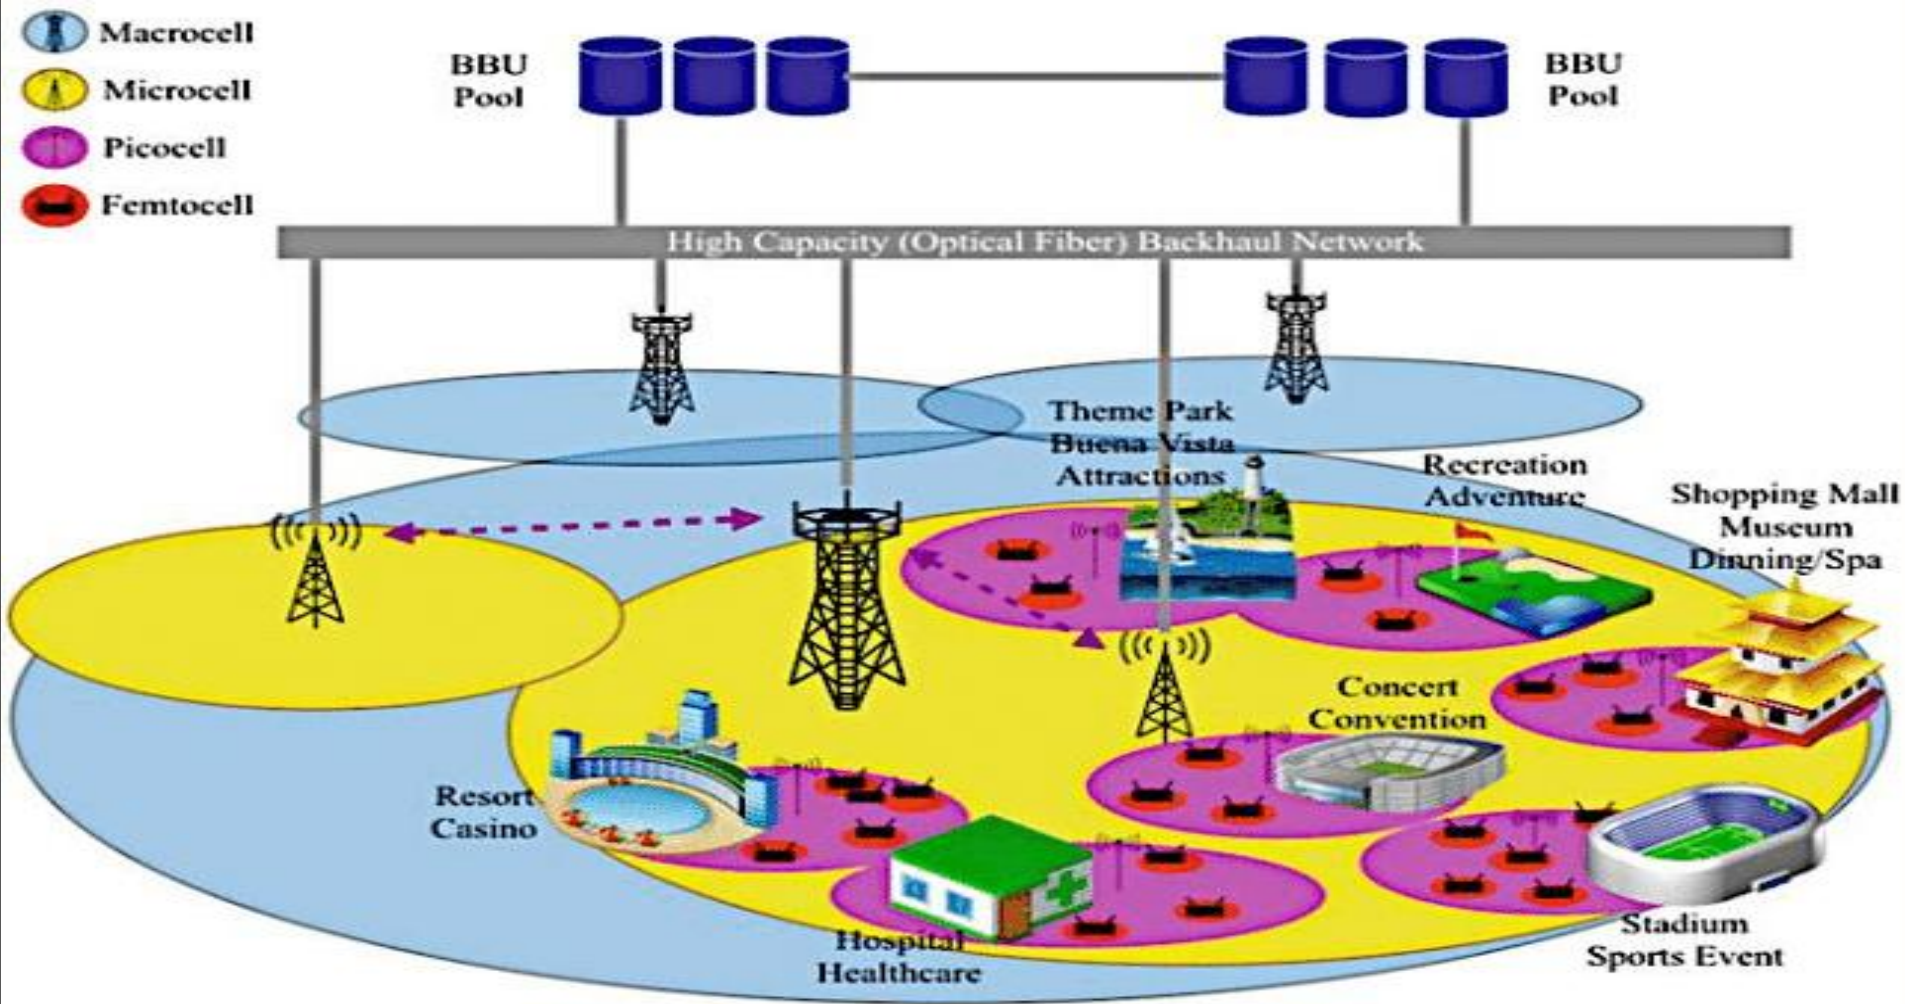 Macrocell
Microcell
Picocell
Femtocell
BBU
Pool
BBU
Pool
High Capacity (Optical Fiber) Backhaul Network
Theme Park
Buena Vista
Attractions
Recreation
Adventure
Shopping Mall
Museum
Dinning/Spa
Concert
Convention
Resort
Casino
Hospital
Healthcare
Stadium
Sports Event